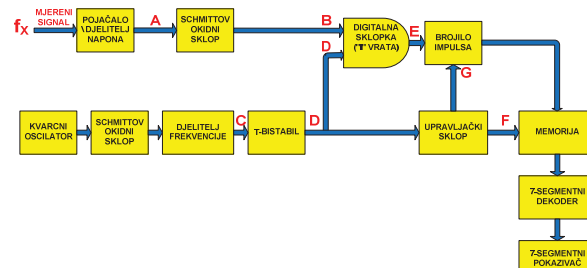 MJERENI
SIGNAL
fX
POJAČALO
\DJELITELJ
NAPONA
A
SCHMITTOV
OKIDNI
SKLOP
B
D
DIGITALNA
SKLOPKA
("I" VRATA)
E
BROJILO
IMPULSA
G
KVARCNI
OSCILATOR
SCHMITTOV
OKIDNI
SKLOP
DJELITELJ
FREKVENCIJE
C
T-BISTABIL
D
UPRAVLJAČKI
SKLOP
F
MEMORIJA
7-SEGMENTNI
DEKODER
7-SEGMENTNI
POKAZIVAČ